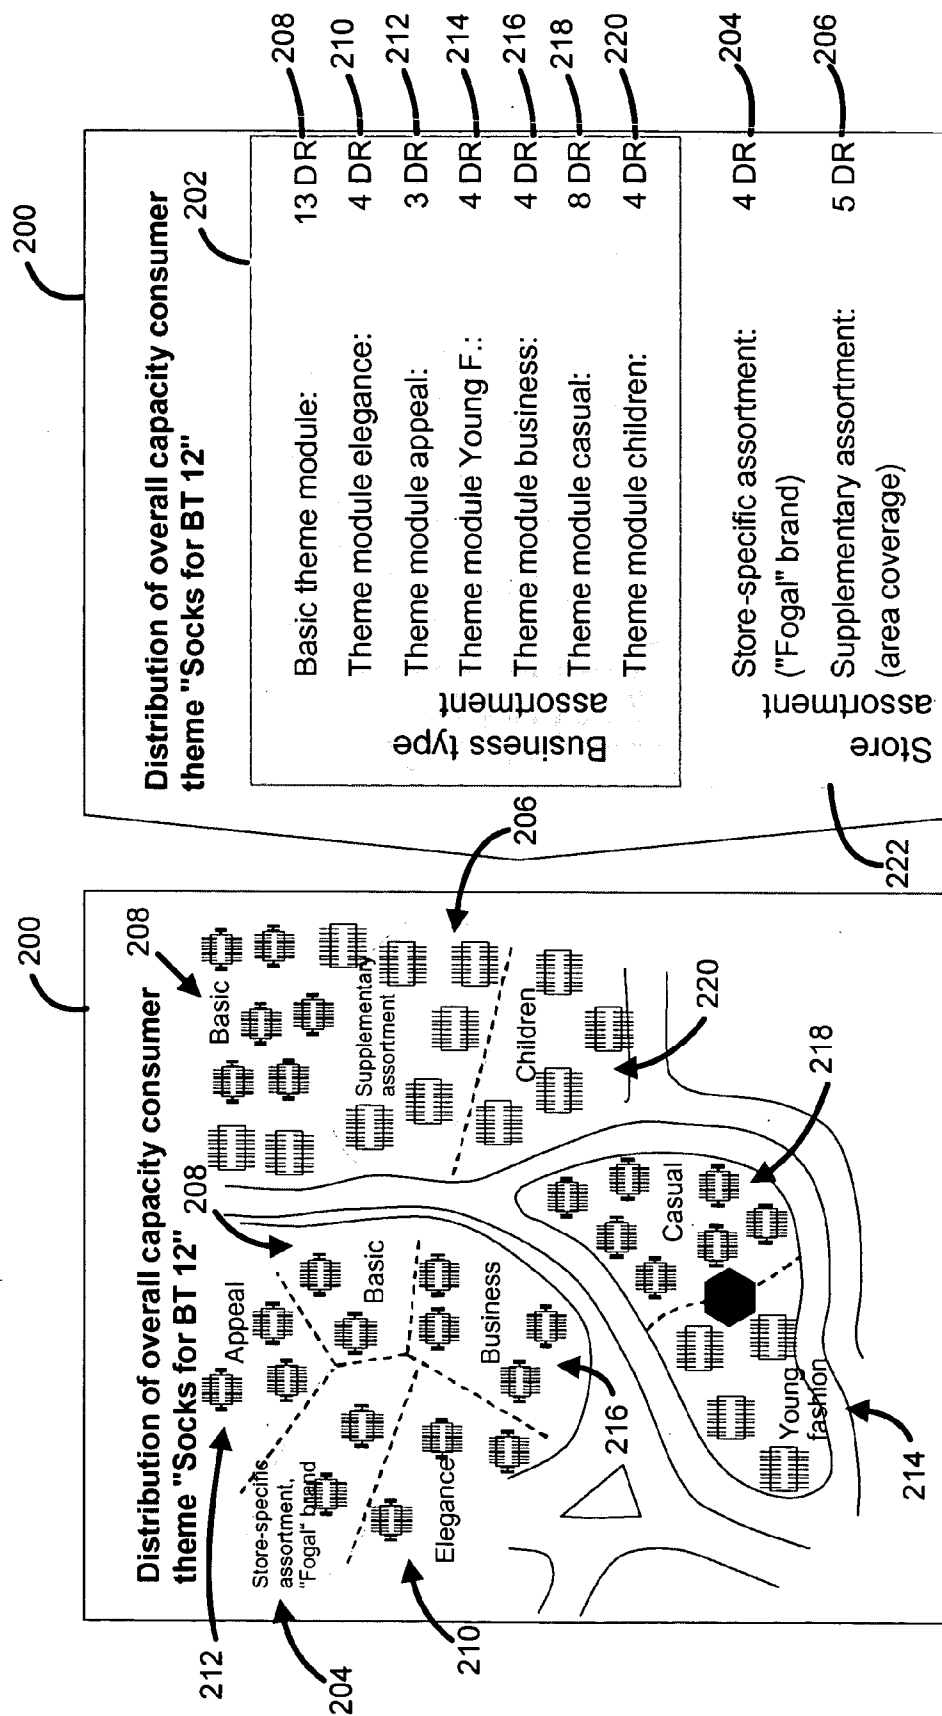 200
Distribution of overall capacity consumer
theme "Socks for BT 12"
208
Basic
Supplementary
assortment
206
Children
220
208
Appeal
212
Basic
Store-specific
assortment,
"Fogal" brand
204
Elegance
210
Business
216
Casual
218
Young
fashion
214
200
Distribution of overall capacity consumer
theme "Socks for BT 12"
202
Business type
assortment
Basic theme module: 13 DR 208
Theme module elegance: 4 DR 210
Theme module appeal: 3 DR 212
Theme module Young F.: 4 DR 214
Theme module business: 4 DR 216
Theme module casual: 8 DR 218
Theme module children: 4 DR 220
Store
assortment
222
Store-specific assortment: 4 DR 204
("Fogal" brand)
Supplementary assortment: 5 DR 206
(area coverage)